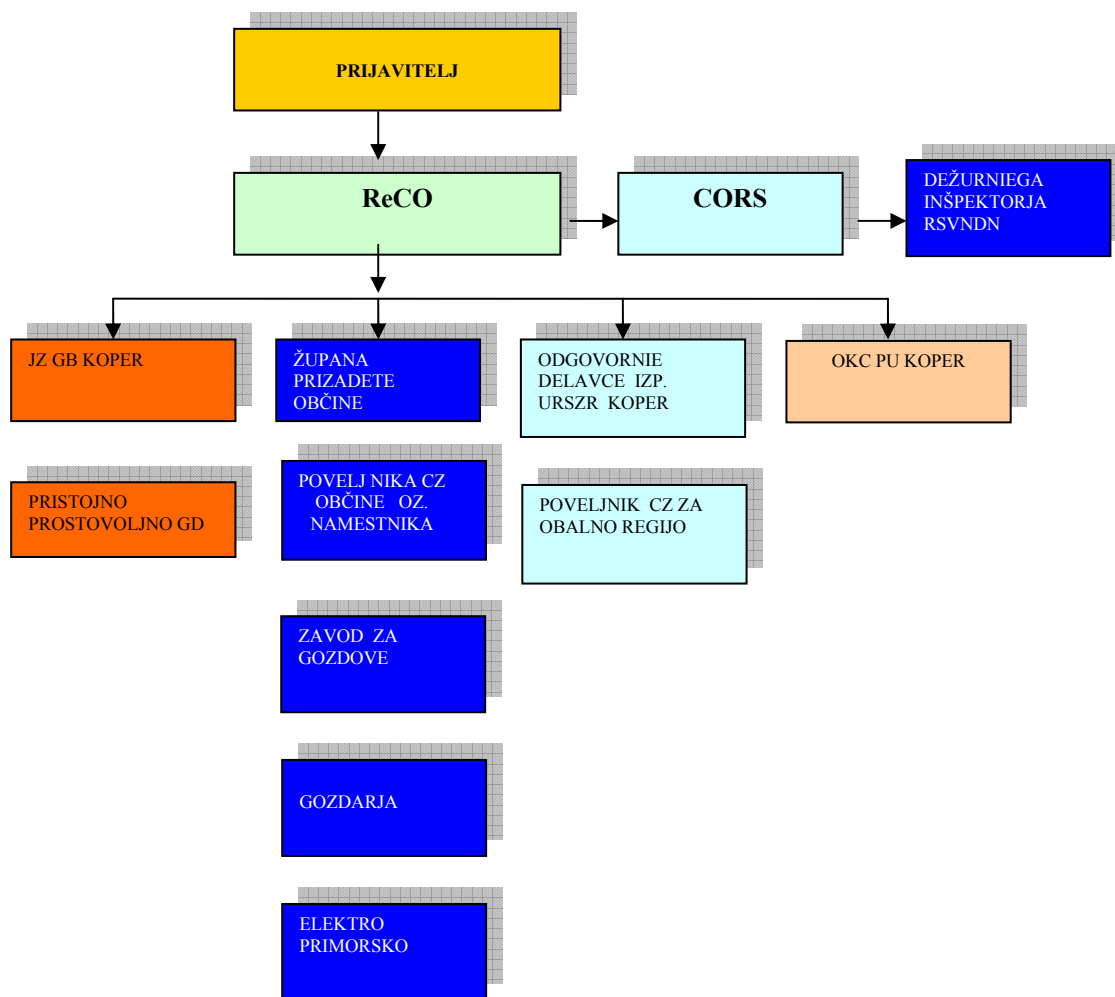 PRIJAVITELJ
ReCO
CORS
DEŽURNIEGA
INŠPEKTORJA
RSVNDN
JZ GB KOPER
ŽUPANA
PRIZADETE
OBČINE
ODGOVORNIE
DELAVCE IZP.
URSZR KOPER
OKC PU KOPER
PRISTOJNO
PROSTOVOLJNO GD
POVELJ NIKA CZ
OBČINE OZ.
NAMESTNIKA
POVELJNIK CZ ZA
OBALNO REGIJO
ZAVOD ZA
GOZDOVE
GOZDARJA
ELEKTRO
PRIMORSKO